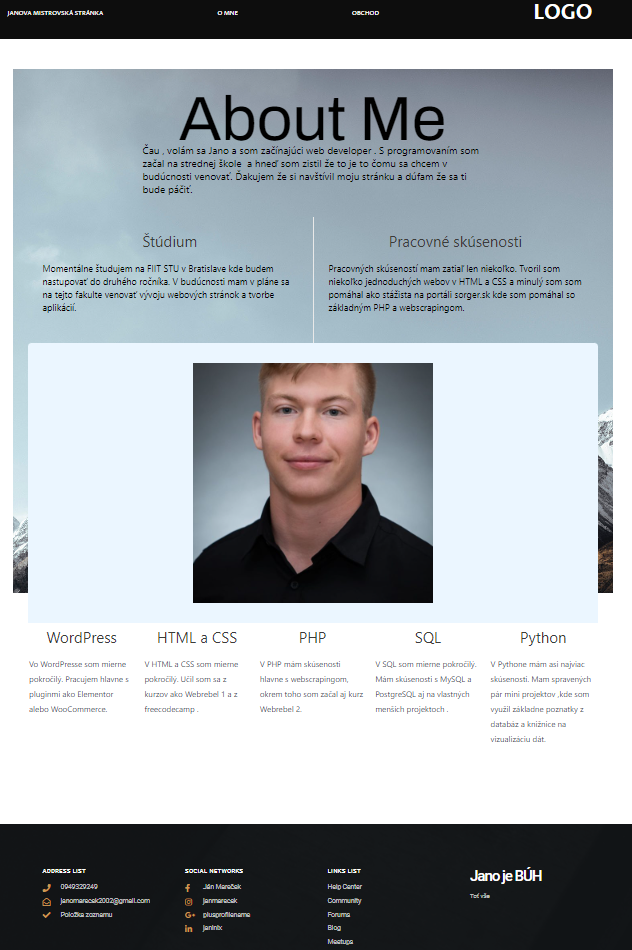 JANOVA MISTROVSKÁ STRÁNKA O MNE OBCHOD LOGO
About Me
Čau , volám sa Jano a som začínajúci web developer . S programovaním som
začal na strednej škole a hneď som zistil že to je to čomu sa chcem v
budúcnosti venovať. Ďakujem že si navštívil moju stránku a dúfam že sa ti
bude páčiť.
Štúdium
Momentálne študujem na FIIT STU v Bratislave kde budem
nastupovať do druhého ročníka. V budúcnosti mam v pláne sa
na tejto fakulte venovať vývoju webových stránok a tvorbe
aplikácií.
Pracovné skúsenosti
Pracovných skúseností mam zatiaľ len niekoľko. Tvoril som
niekoľko jednoduchých webov v HTML a CSS a minulý som som
pomáhal ako stážista na portáli sorger.sk kde som pomáhal so
základným PHP a webscrapingom.
WordPress
Vo WordPresse som mierne
pokročilý. Pracujem hlavne s
pluginmi ako Elementor
alebo WooCommerce.
HTML a CSS
V HTML a CSS som mierne
pokročilý. Učil som sa z
kurzov ako Webrebel 1 a z
freecodecamp .
PHP
V PHP mám skúsenosti
hlavne s webscrapingom,
okrem toho som začal aj kurz
Webrebel 2.
SQL
V SQL som mierne pokročilý.
Mám skúsenosti s MySQL a
PostgreSQL aj na vlastných
menších projektoch .
Python
V Pythone mám asi najviac
skúseností. Mam spravených
pár mini projektov ,kde som
využil základne poznatky z
databáz a knižnice na
vizualizáciu dát.
ADDRESS LIST
0949329249
janomarecek2002@gmail.com
Položka zoznamu
SOCIAL NETWORKS
Ján Mareček
janmarecek
plusprofilename
janinix
LINKS LIST
Help Center
Community
Forums
Blog
Meetups
Jano je BÚH
Toť vše